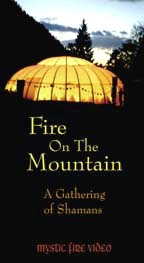 Fire
On The
Mountain
A Gathering
of Shamans
MYSTIC FIRE VIDEO